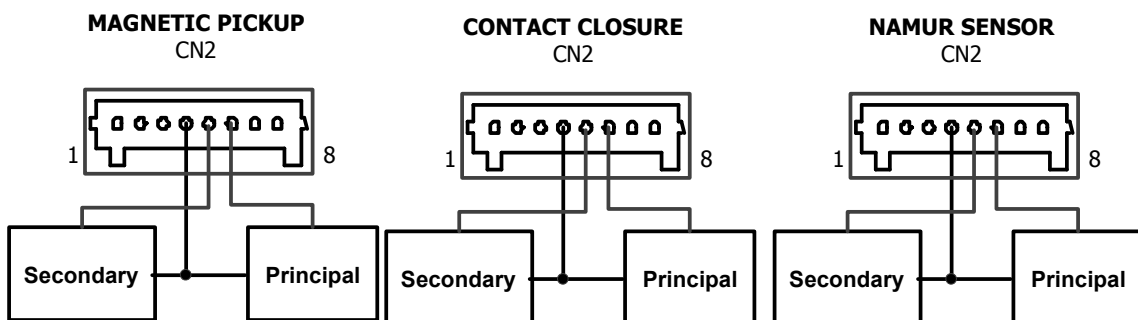 MAGNETIC PICKUP
CN2
1
8
Secondary
Principal
CONTACT CLOSURE
CN2
1
8
Secondary
Principal
NAMUR SENSOR
CN2
1
8
Secondary
Principal